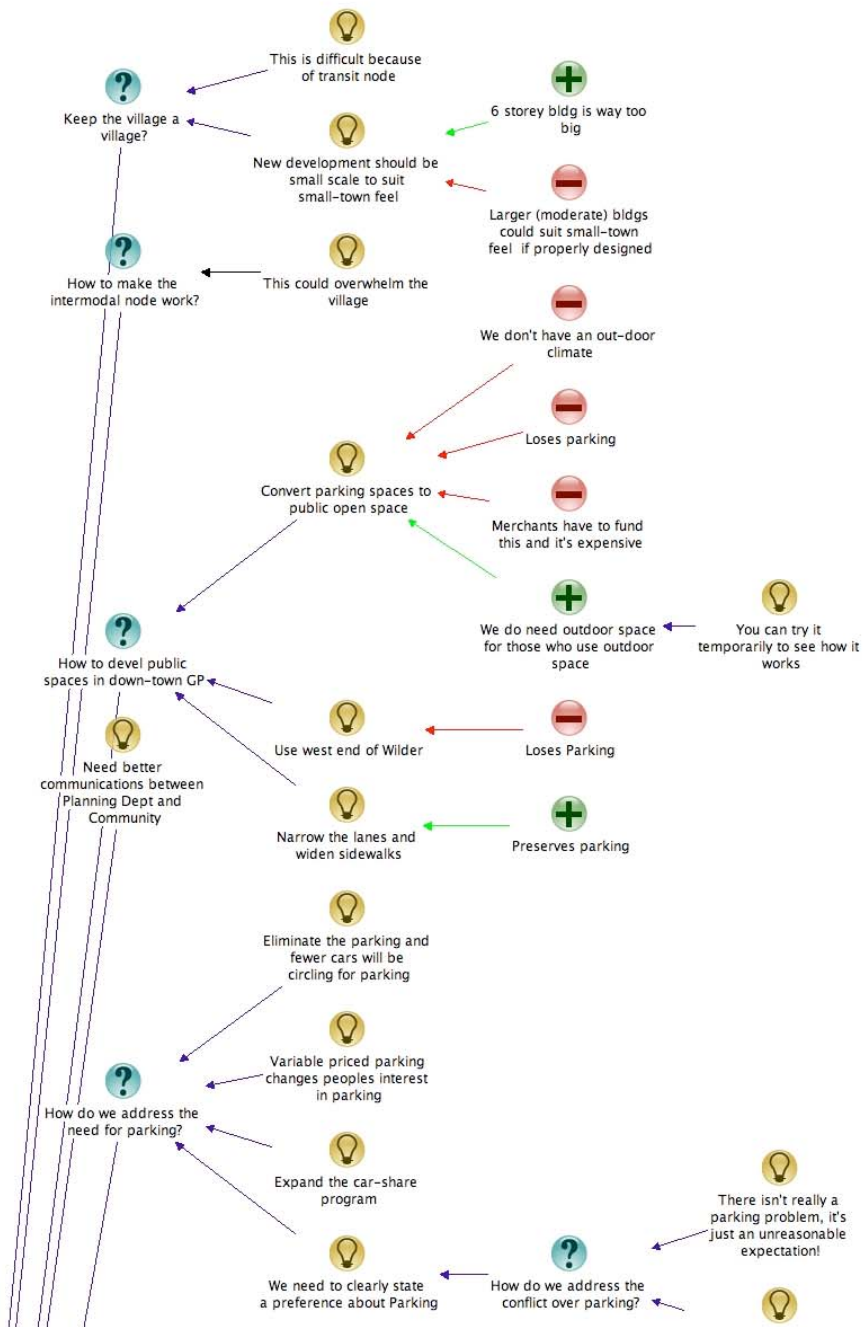 This is difficult because
of transit node
Keep the village a
village?
6 storey bldg is way too
big
New development should be
small scale to suit
small-town feel
Larger (moderate) bldgs
could suit small-town
feel if properly designed
How to make the
intermodal node work?
This could overwhelm the
village
We don't have an out-door
climate
Loses parking
Convert parking spaces to
public open space
Merchants have to fund
this and it's expensive
We do need outdoor space
for those who use outdoor
space
You can try it
temporarily to see how it
works
How to devel public
spaces in down-town GP
Use west end of Wilder
Loses Parking
Need better
communications between
Planning Dept and
Community
Narrow the lanes and
widen sidewalks
Preserves parking
Eliminate the parking and
fewer cars will be
circling for parking
Variable priced parking
changes peoples interest
in parking
How do we address the
need for parking?
Expand the car-share
program
There isn't really a
parking problem, it's
just an unreasonable
expectation!
We need to clearly state
a preference about Parking
How do we address the
conflict over parking?